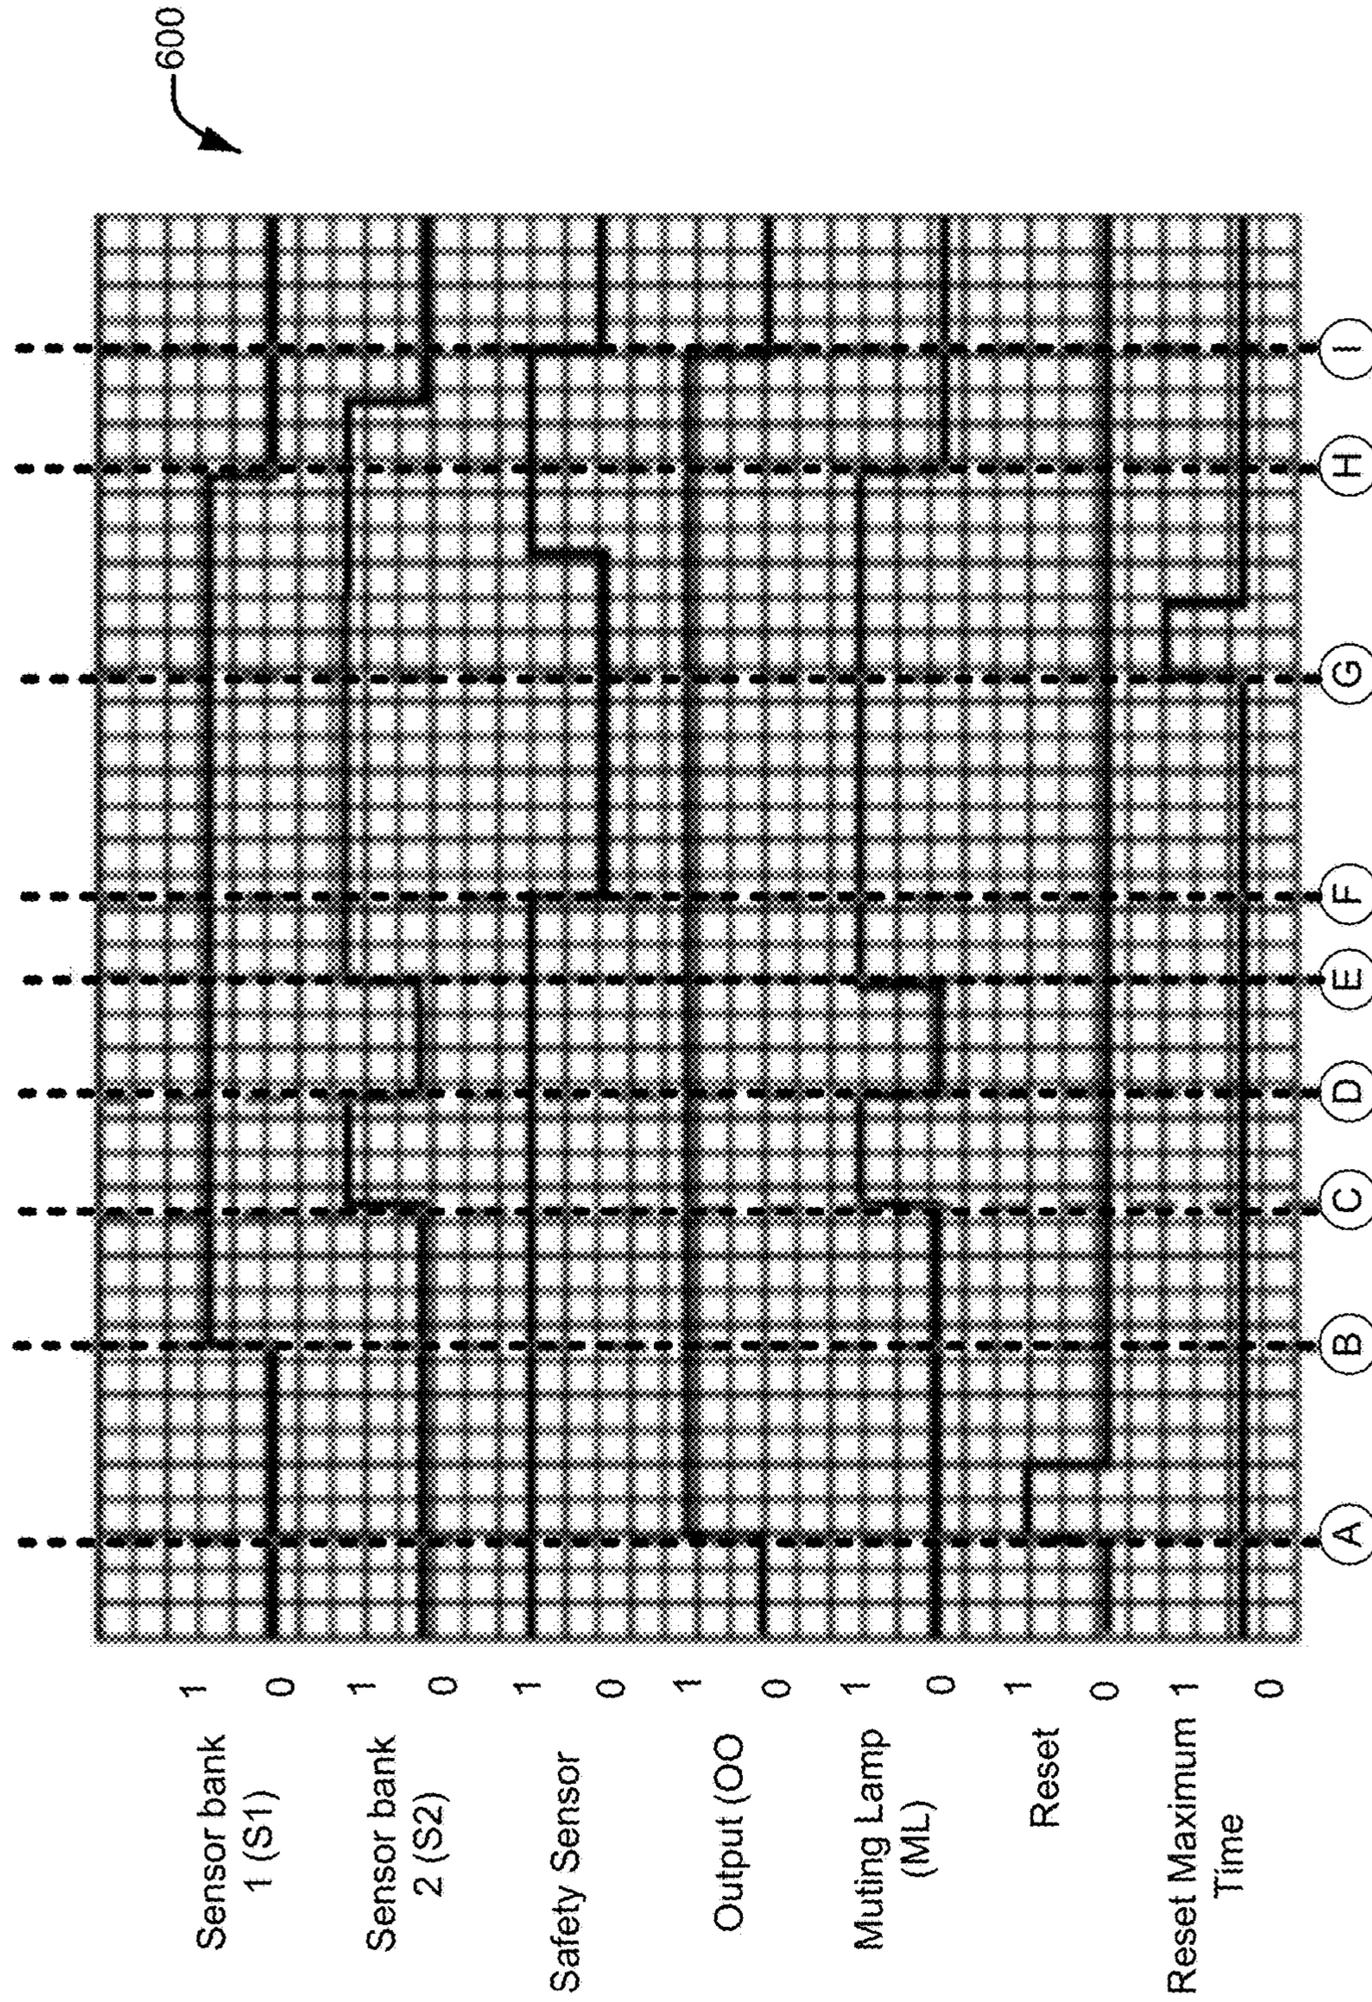 600
Sensor bank
1 (S1)
1
0
Sensor bank
2 (S2)
1
0
Safety Sensor
1
0
Output (OO
1
0
Muting Lamp
(ML)
1
0
Reset
1
0
Reset Maximum
Time
1
0
A
B
C
D
E
F
G
H
I